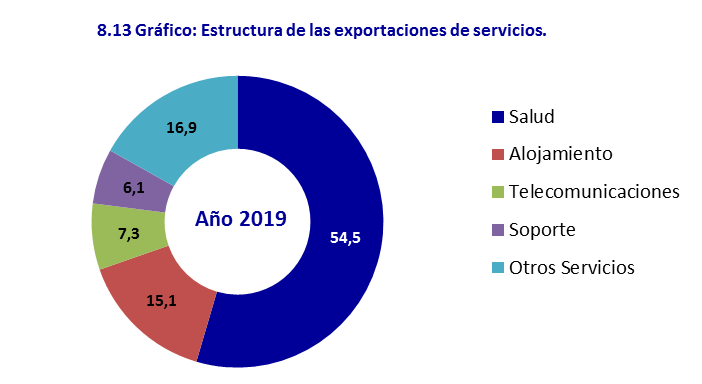 8.13 Gráfico: Estructura de las exportaciones de servicios.
16,9
6,1
7,3
15,1
54,5
Año 2019
Salud
Alojamiento
Telecomunicaciones
Soporte
Otros Servicios